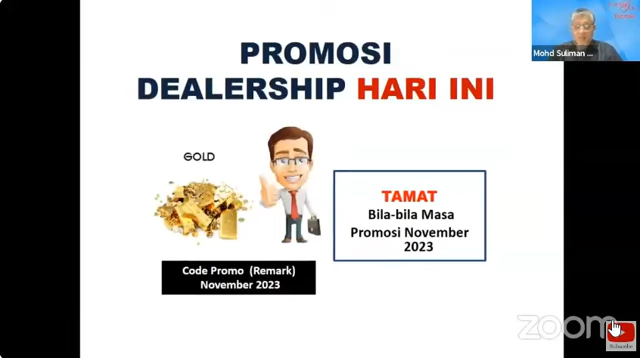 PROMOSI
DEALERSHIP HARI INI
Mohd Suliman ...
GOLD
TAMAT
Bila-bila Masa
Promosi November
2023
Code Promo (Remark)
November 2023
zoom
Subscribe